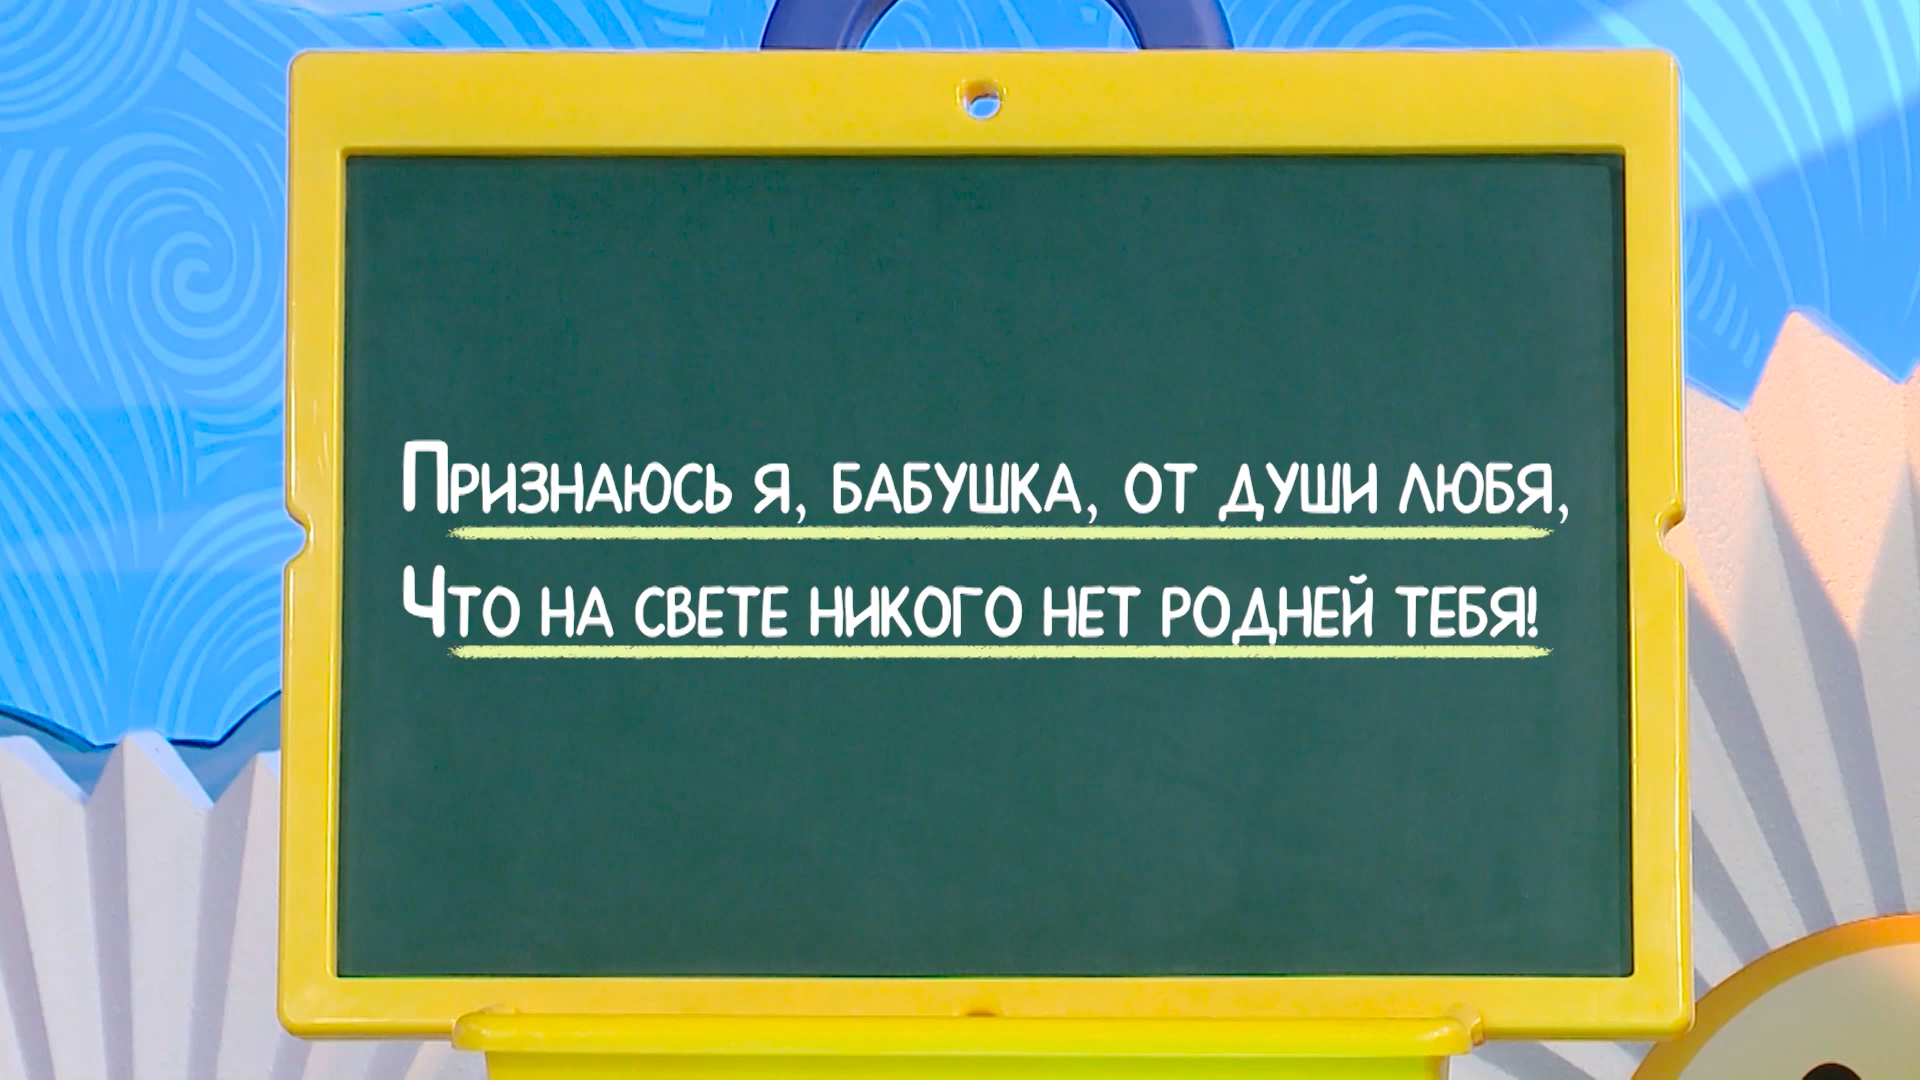 Признаюсь я, бабушка, от души любя,
Что на свете никого нет родней тебя!